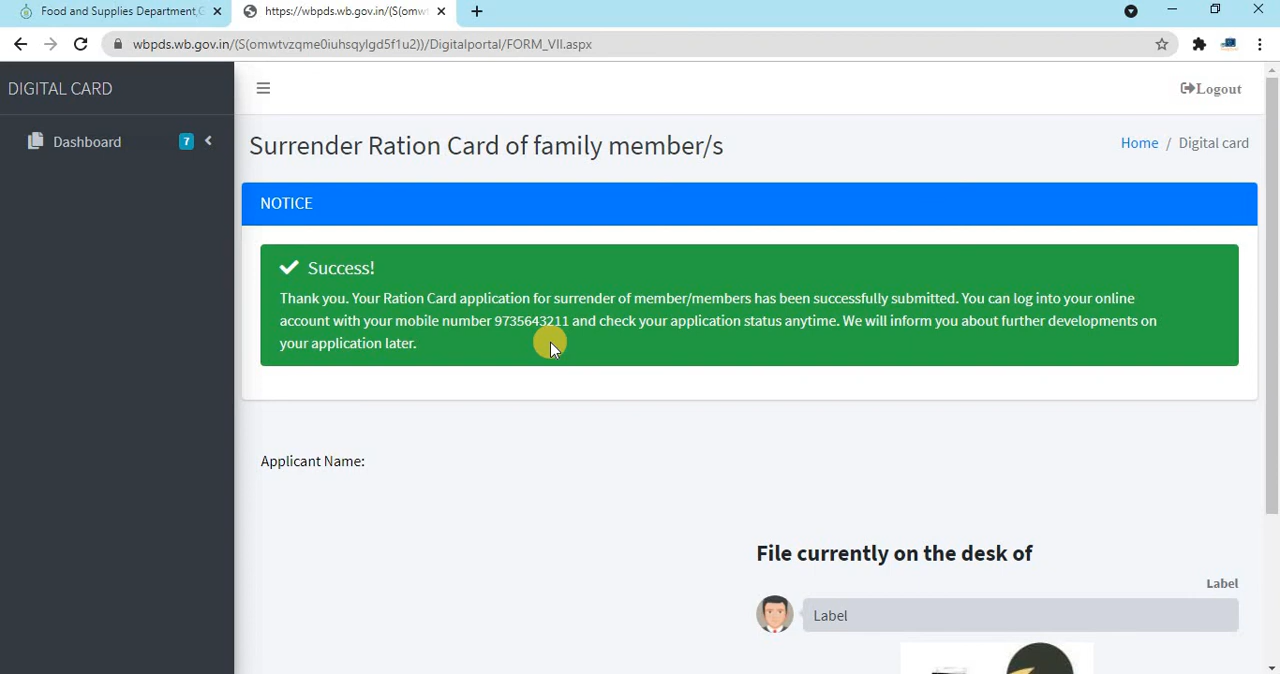 Food and Supplies Department,G
https://wbpds.wb.gov.in/(S(omwt
wbpds.wb.gov.in/(S(omwtvzqme0iuhsqylgd5f1u2))/Digitalportal/FORM_VII.aspx
DIGITAL CARD
Logout
Dashboard 7
Surrender Ration Card of family member/s
Home / Digital card
NOTICE
Success!
Thank you. Your Ration Card application for surrender of member/members has been successfully submitted. You can log into your online
account with your mobile number 9735643211 and check your application status anytime. We will inform you about further developments on
your application later.
Applicant Name:
File currently on the desk of
Label
Label